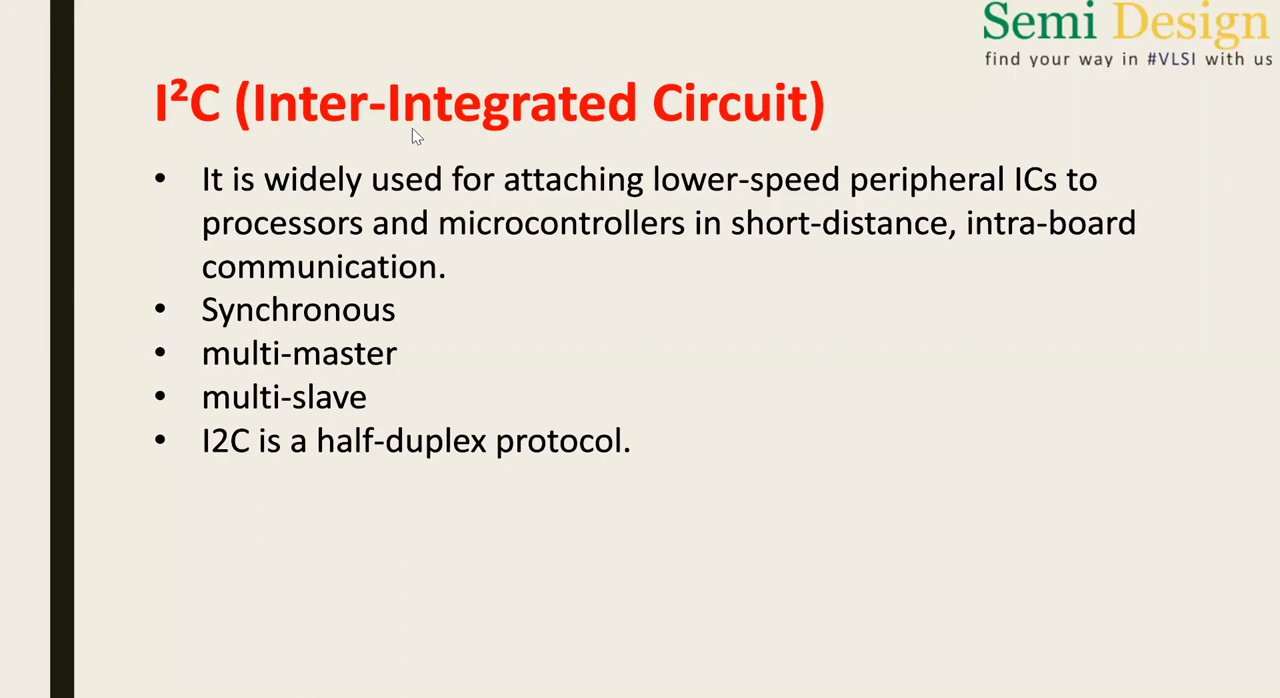 Semi Design
find your way in #VLSI with us
I²C (Inter-Integrated Circuit)
• It is widely used for attaching lower-speed peripheral ICs to
processors and microcontrollers in short-distance, intra-board
communication.
• Synchronous
• multi-master
• multi-slave
• I2C is a half-duplex protocol.